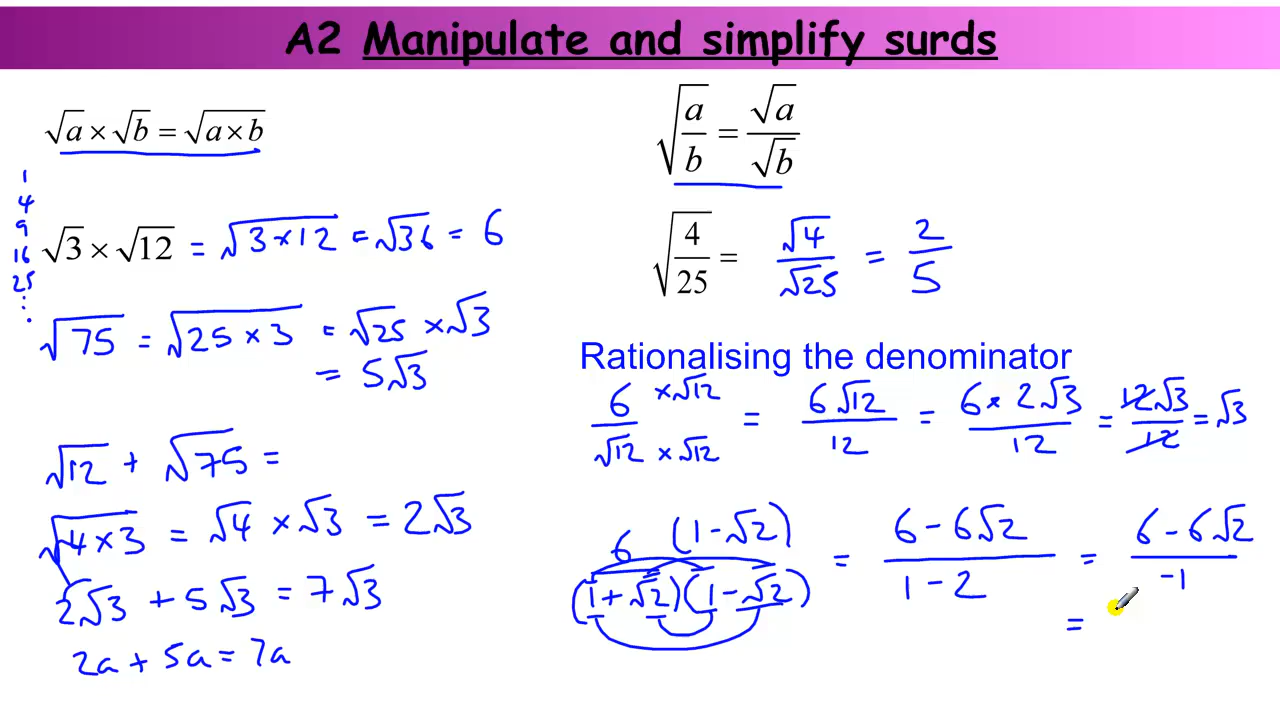 A2 Manipulate and simplify surds
√a × √b = √(a × b)
1
4
9
16
25
⋮
√3 × √12 = √(3 × 12) = √36 = 6
√75 = √(25 × 3) = √25 × √3
= 5√3
√12 + √75 =
√(4 × 3) = √4 × √3 = 2√3
2√3 + 5√3 = 7√3
2a + 5a = 7a
√(a/b) = √a/√b
√(4/25) = √4/√25 = 2/5
Rationalising the denominator
6/√12 ×√12/×√12 = 6√12/12 = 6 × 2√3/12 = 12√3/12 = √3
6(1-√2)/(1+√2)(1-√2) = 6-6√2/1-2 = 6-6√2/-1
=